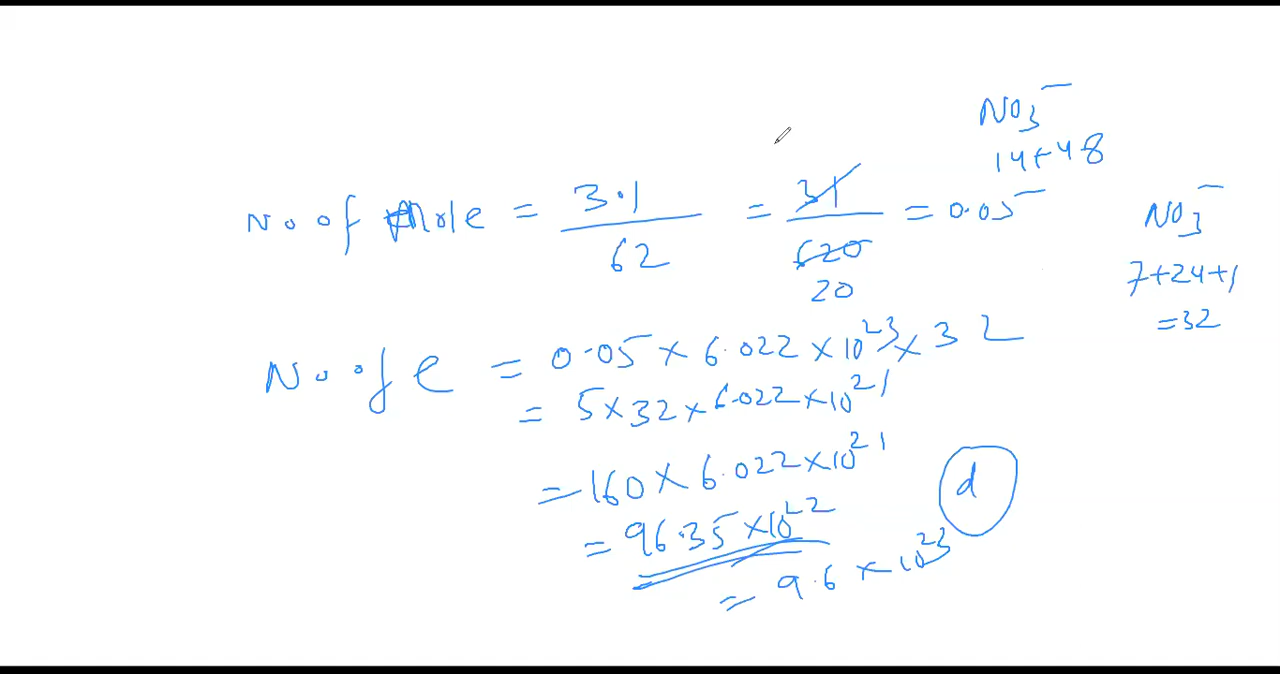 NO3⁻
14+48
No of Mole = 3.1/62 = 31/620 = 0.05
20
NO3⁻
7+24+1
=32
No of e = 0.05 × 6.022 × 10²³ × 32
= 5×32×6.022×10²¹
=160×6.022×10²¹
d
= 96.35×10²²
= 9.6 × 10²³